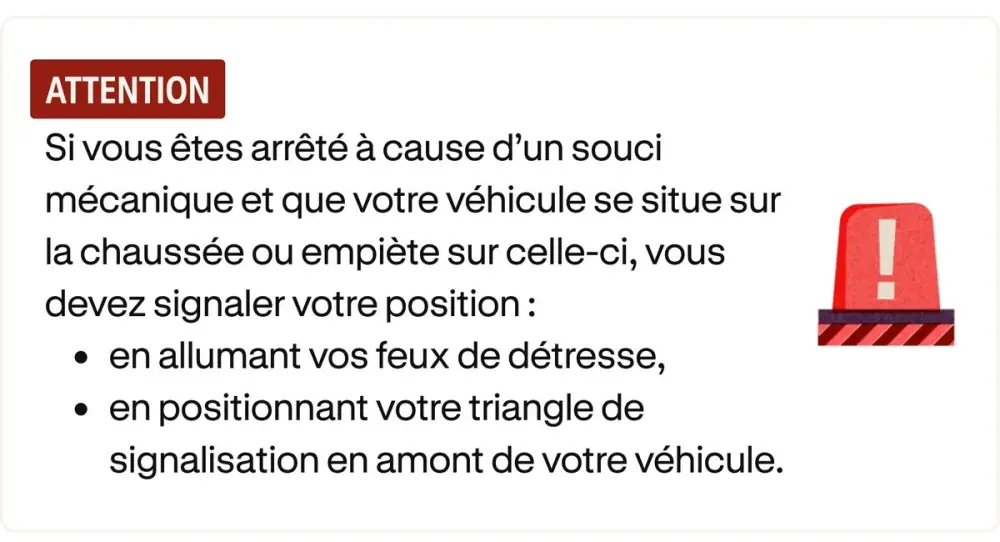 ATTENTION
Si vous êtes arrêté à cause d’un souci
mécanique et que votre véhicule se situe sur
la chaussée ou empiète sur celle-ci, vous
devez signaler votre position :
• en allumant vos feux de détresse,
• en positionnant votre triangle de
signalisation en amont de votre véhicule.
!